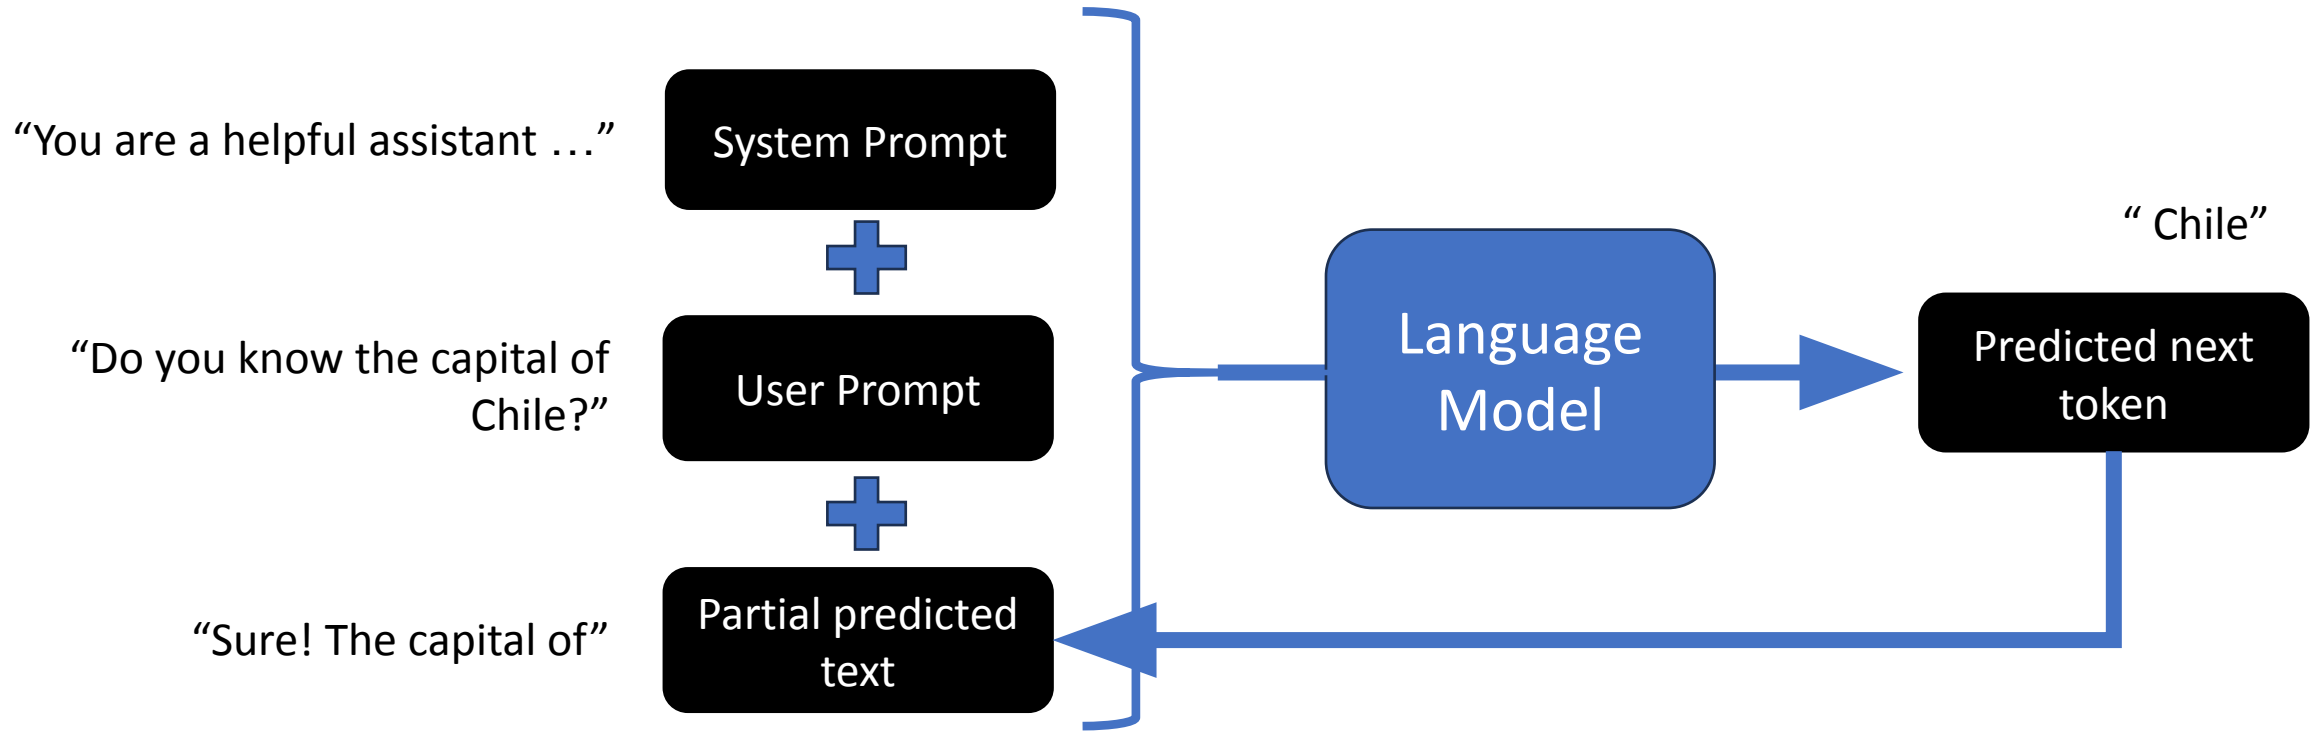 “You are a helpful assistant …”
System Prompt
“Do you know the capital of
Chile?”
User Prompt
“Sure! The capital of”
Partial predicted
text
Language
Model
“ Chile”
Predicted next
token